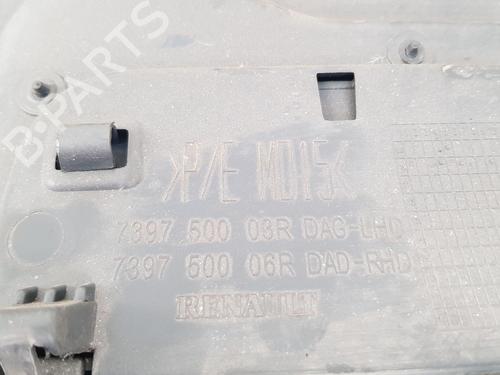 B-PARTS
>P/E MD15<
7397 500 03R DAG-LHD
7397 500 06R DAD-RHD
RENAULT